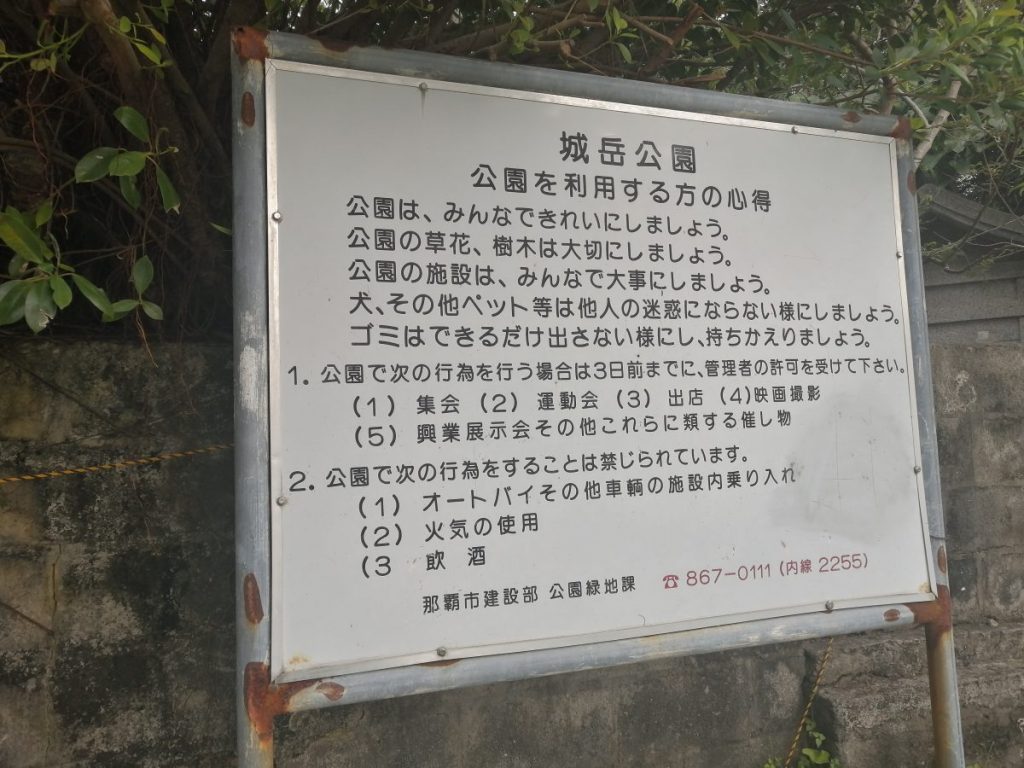 城岳公園
公園を利用する方の心得
公園は、みんなできれいにしましょう。
公園の草花、樹木は大切にしましょう。
公園の施設は、みんなで大事にしましょう。
犬、その他ペット等は他人の迷惑にならない様にしましょう。
ゴミはできるだけ出さない様にし、持ちかえりましょう。
1. 公園で次の行為を行う場合は3日前までに、管理者の許可を受けて下さい。
(1) 集会 (2) 運動会 (3) 出店 (4)映画撮影
(5) 興業展示会その他これらに類する催し物
2. 公園で次の行為をすることは禁じられています。
(1) オートバイその他車輌の施設内乗り入れ
(2) 火気の使用
(3 飲 酒
那覇市建設部 公園緑地課 ☎867-0111 (内線 2255)